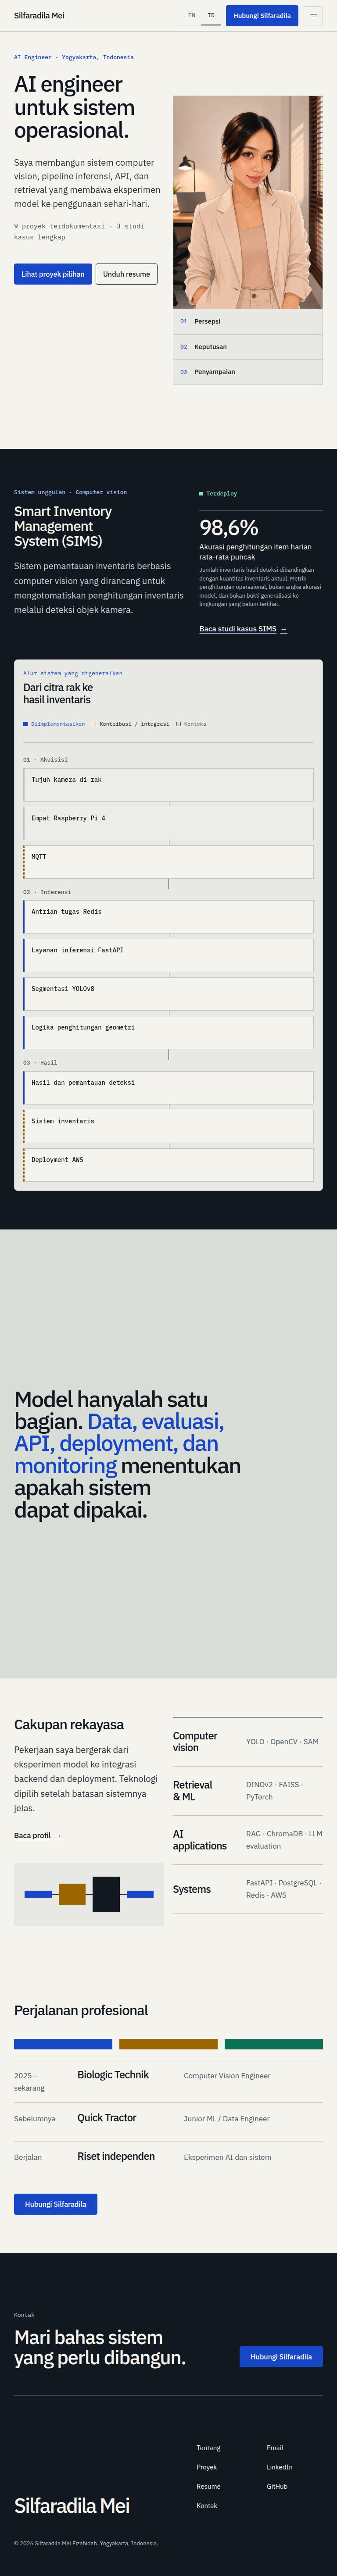 Silfaradila Mei
EN ID
Hubungi Silfaradila
AI Engineer · Yogyakarta, Indonesia
AI engineer
untuk sistem
operasional.
Saya membangun sistem computer
vision, pipeline inferensi, API, dan
retrieval yang membawa eksperimen
model ke penggunaan sehari-hari.
9 proyek terdokumentasi · 3 studi
kasus lengkap
Lihat proyek pilihan
Unduh resume
01 Persepsi
02 Keputusan
03 Penyampaian
Sistem unggulan · Computer vision
Smart Inventory
Management
System (SIMS)
Sistem pemantauan inventaris berbasis
computer vision yang dirancang untuk
mengotomatiskan penghitungan inventaris
melalui deteksi objek kamera.
Terdeploy
98,6%
Akurasi penghitungan item harian
rata-rata puncak
Jumlah inventaris hasil deteksi dibandingkan
dengan kuantitas inventaris aktual. Metrik
penghitungan operasional, bukan angka akurasi
model, dan bukan bukti generalisasi ke
lingkungan yang belum terlihat.
Baca studi kasus SIMS →
Alur sistem yang digeneralkan
Dari citra rak ke
hasil inventaris
Diimplementasikan
Kontribusi / integrasi
Konteks
01 · Akuisisi
Tujuh kamera di rak
Empat Raspberry Pi 4
MQTT
02 · Inferensi
Antrian tugas Redis
Layanan inferensi FastAPI
Segmentasi YOLOv8
Logika penghitungan geometri
03 · Hasil
Hasil dan pemantauan deteksi
Sistem inventaris
Deployment AWS
Model hanyalah satu
bagian. Data, evaluasi,
API, deployment, dan
monitoring menentukan
apakah sistem
dapat dipakai.
Cakupan rekayasa
Pekerjaan saya bergerak dari
eksperimen model ke integrasi
backend dan deployment. Teknologi
dipilih setelah batasan sistemnya
jelas.
Baca profil →
Computer
vision
YOLO · OpenCV · SAM
Retrieval
& ML
DINOv2 · FAISS ·
PyTorch
AI
applications
RAG · ChromaDB · LLM
evaluation
Systems
FastAPI · PostgreSQL ·
Redis · AWS
Perjalanan profesional
2025—
sekarang
Biologic Technik
Computer Vision Engineer
Sebelumnya
Quick Tractor
Junior ML / Data Engineer
Berjalan
Riset independen
Eksperimen AI dan sistem
Hubungi Silfaradila
Kontak
Mari bahas sistem
yang perlu dibangun.
Hubungi Silfaradila
Silfaradila Mei
Tentang
Proyek
Resume
Kontak
Email
LinkedIn
GitHub
© 2026 Silfaradila Mei Fizahidah. Yogyakarta, Indonesia.